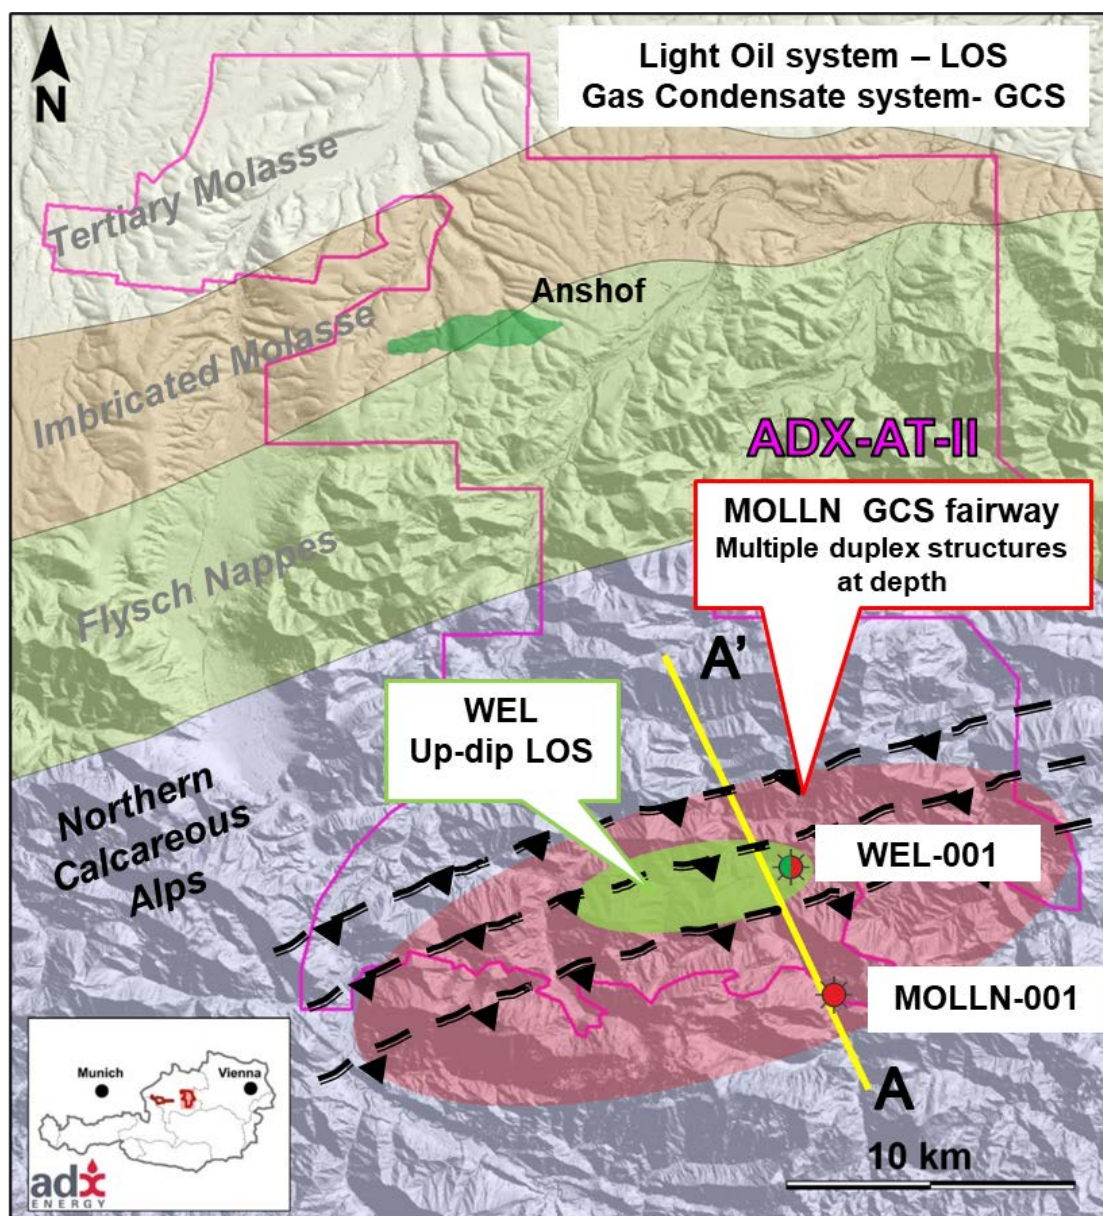 N
Light Oil system – LOS
Gas Condensate system- GCS
Tertiary Molasse
Anshof
Imbricated Molasse
ADX-AT-II
MOLLN  GCS fairway
Multiple duplex structures
at depth
Flysch Nappes
A’
WEL
Up-dip LOS
Northern
Calcareous
Alps
WEL-001
MOLLN-001
A
10 km
Munich
Vienna
adx
ENERGY